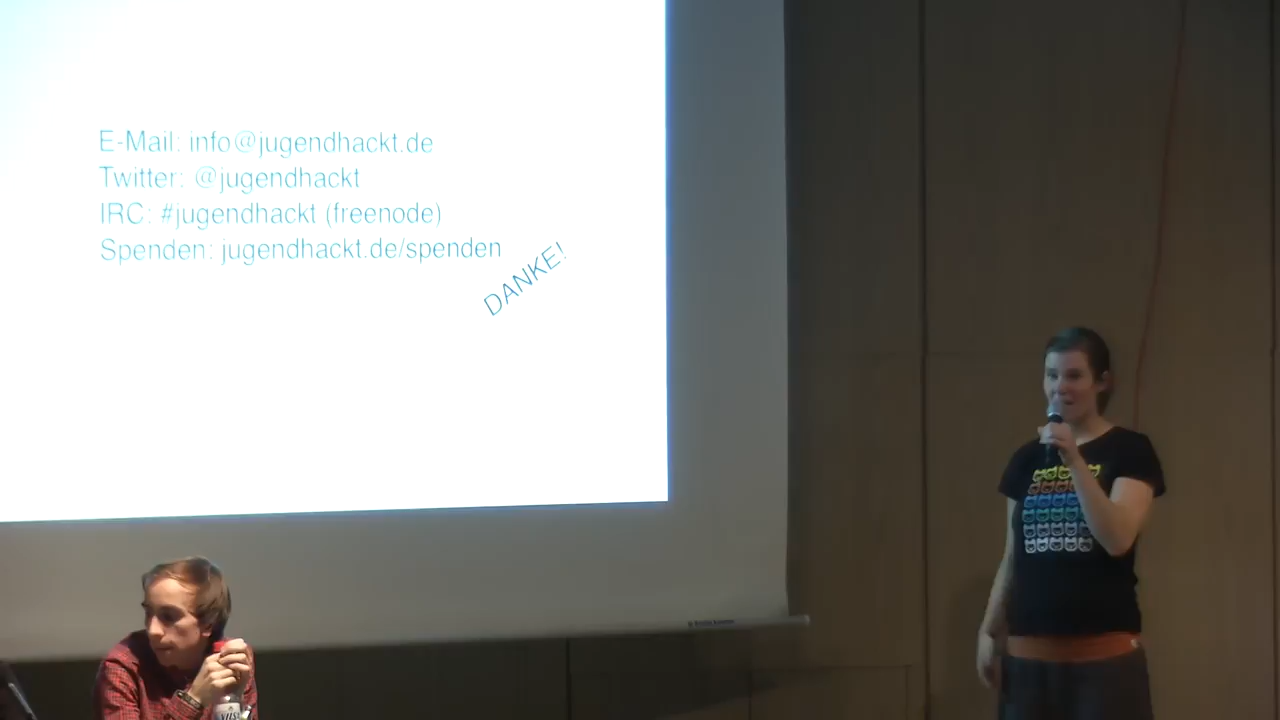 E-Mail: info@jugendhackt.de
Twitter: @jugendhackt
IRC: #jugendhackt (freenode)
Spenden: jugendhackt.de/spenden
DANKE!